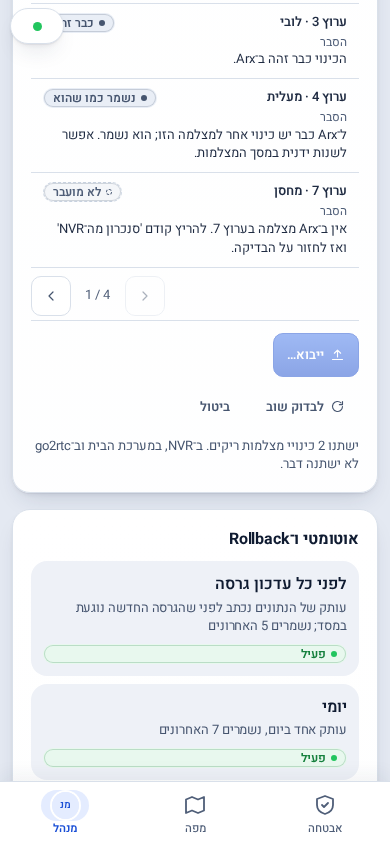 כבר זהה
ערוץ 3 · לובי
הסבר
הכינוי כבר זהה ב־Arx.
ערוץ 4 · מעלית
נשמר כמו שהוא
הסבר
ל־Arx כבר יש כינוי אחר למצלמה הזו; הוא נשמר. אפשר
לשנות ידנית במסך המצלמות.
ערוץ 7 · מחסן
לא מועבר
הסבר
אין ב־Arx מצלמה בערוץ 7. להריץ קודם 'סנכרון מה־NVR'
ואז לחזור על הבדיקה.
1 / 4
ייבוא…
לבדוק שוב
ביטול
ישתנו 2 כינויי מצלמות ריקים. ב־NVR, במערכת הבית וב־go2rtc
לא ישתנה דבר.
אוטומטי ו־Rollback
לפני כל עדכון גרסה
עותק של הנתונים נכתב לפני שהגרסה החדשה נוגעת
במסד; נשמרים 5 האחרונים
פעיל
יומי
עותק אחד ביום, נשמרים 7 האחרונים
פעיל
אבטחה
מפה
מנ
מנהל